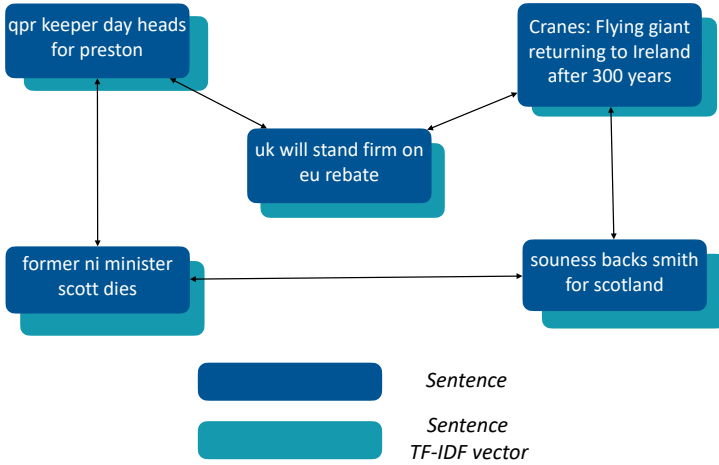 qpr keeper day heads
for preston
Cranes: Flying giant
returning to Ireland
after 300 years
uk will stand firm on
eu rebate
former ni minister
scott dies
souness backs smith
for scotland
Sentence
Sentence
TF-IDF vector